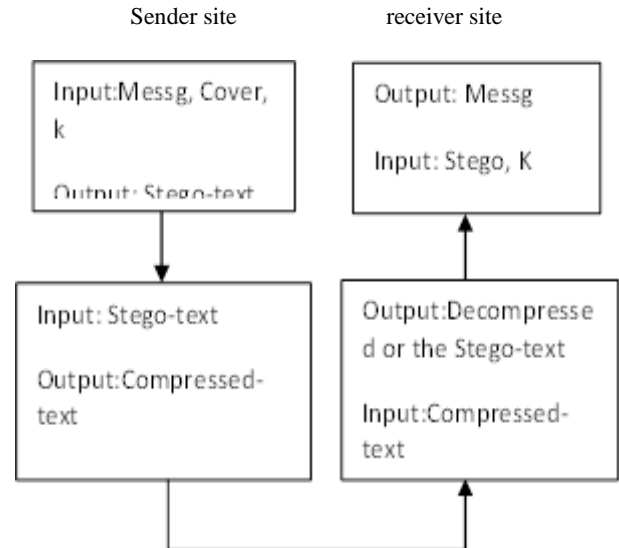 Sender site
receiver site
Input:Messg, Cover,
k
Output: Stego-text
Output: Messg
Input: Stego, K
Input: Stego-text
Output:Compressed-
text
Output:Decompresse
d or the Stego-text
Input:Compressed-
text